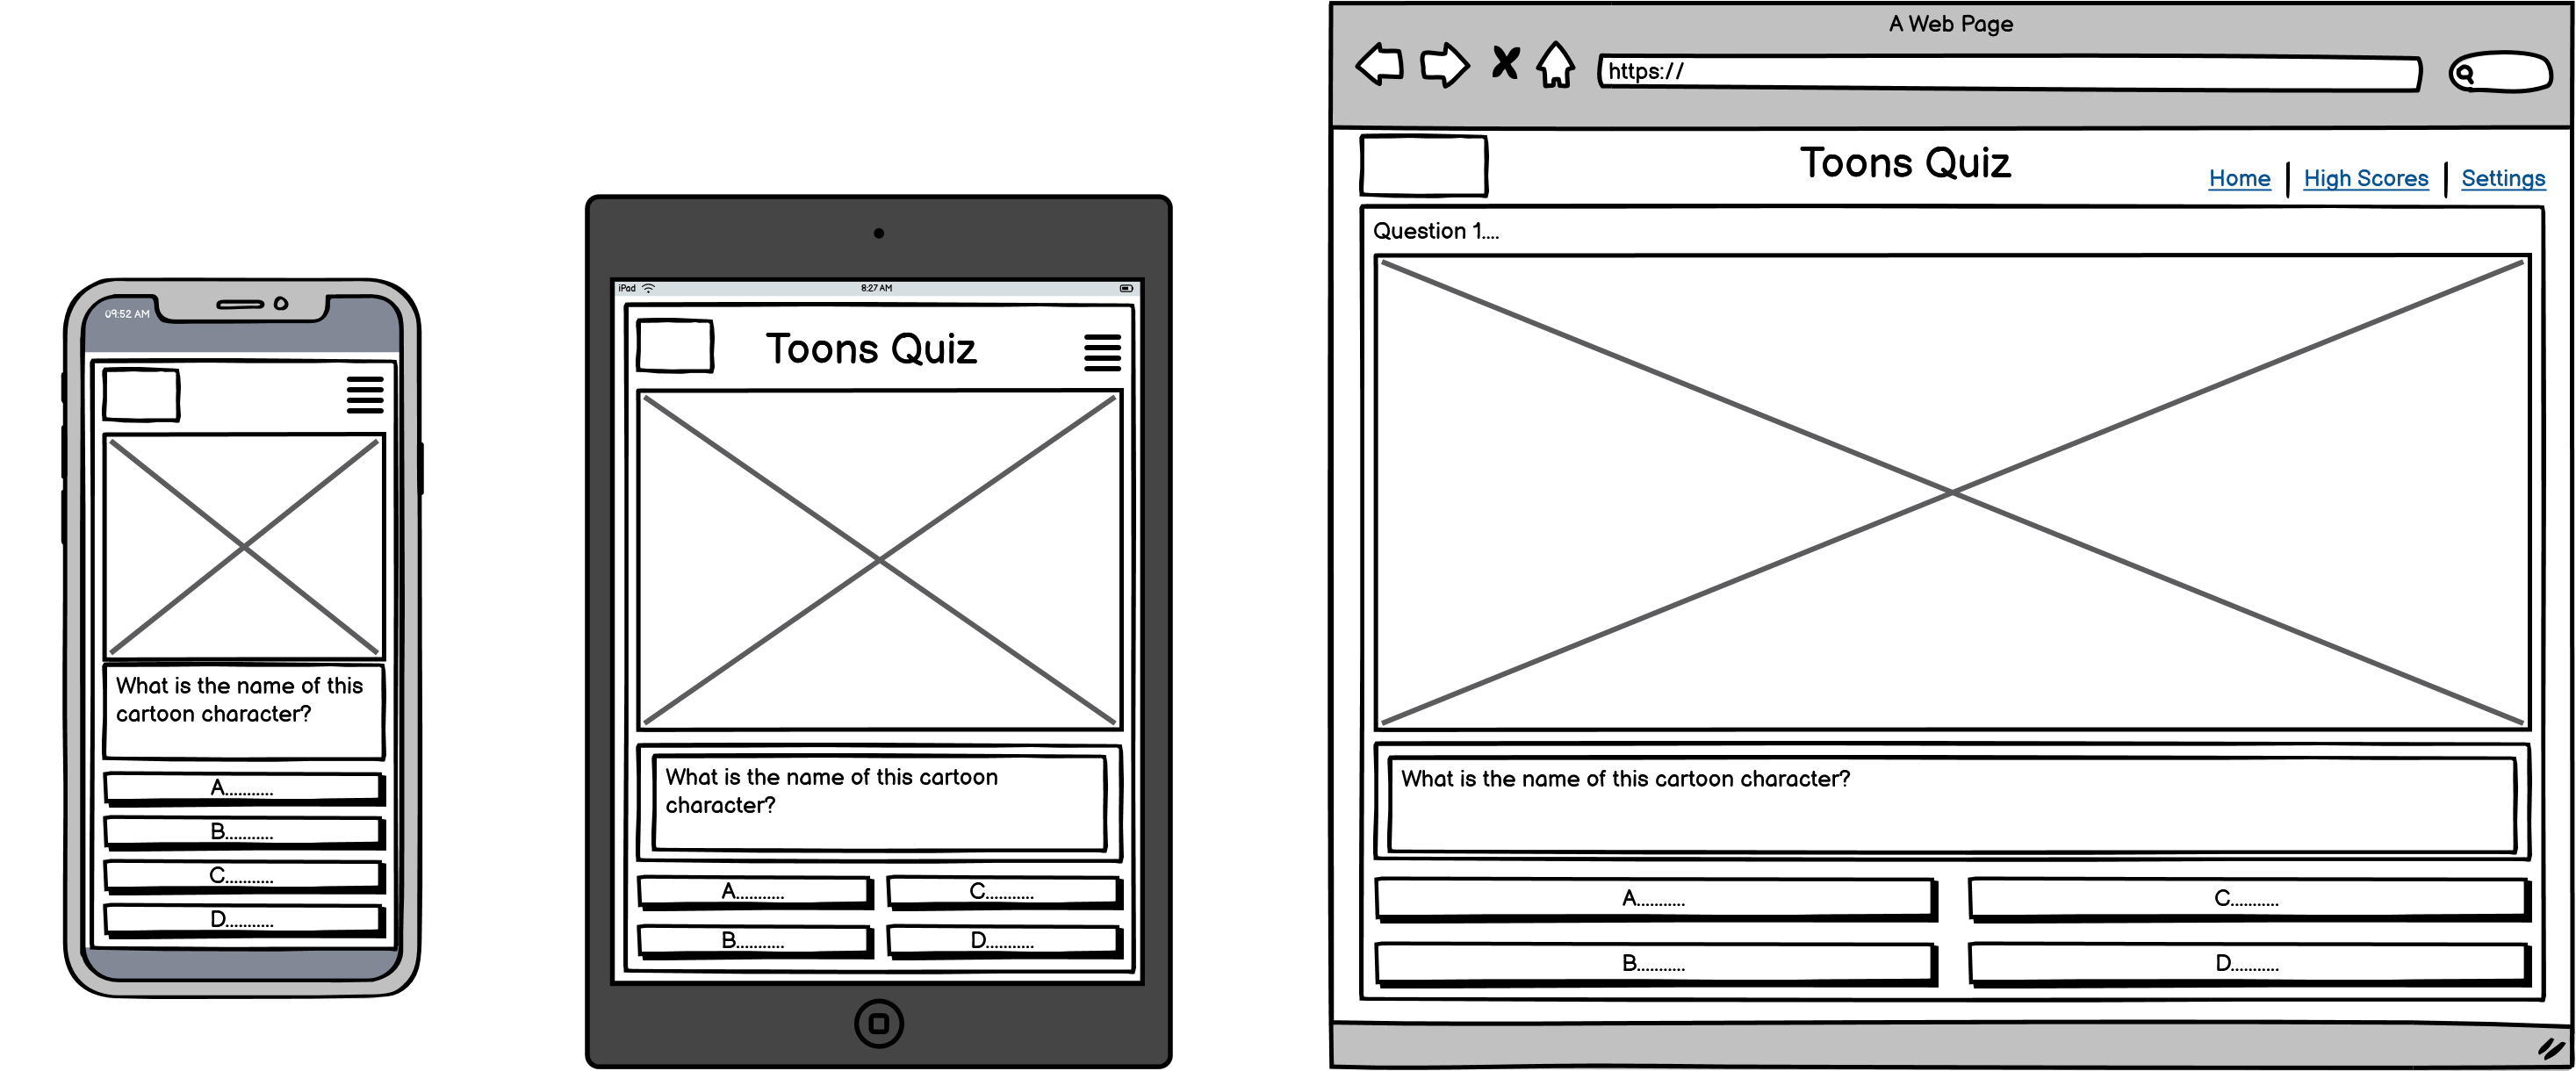 09:52 AM
What is the name of this
cartoon character?
A...........
B...........
C...........
D...........
iPad
8:27 AM
Toons Quiz
What is the name of this cartoon
character?
A...........
C...........
B...........
D...........
A Web Page
https://
Toons Quiz
Home
High Scores
Settings
Question 1....
What is the name of this cartoon character?
A...........
C...........
B...........
D...........